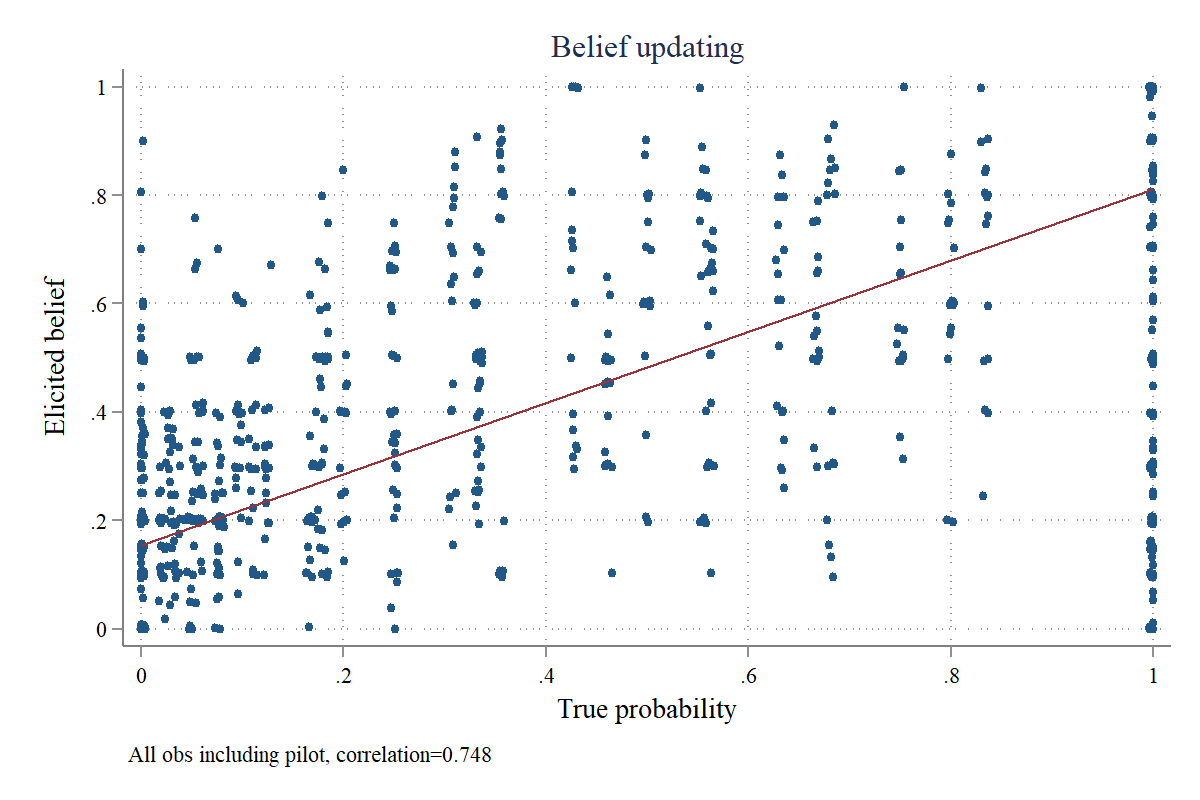 Belief updating
1
.8
.6
.4
.2
0
Elicited belief
0 .2 .4 .6 .8 1
True probability
All obs including pilot, correlation=0.748